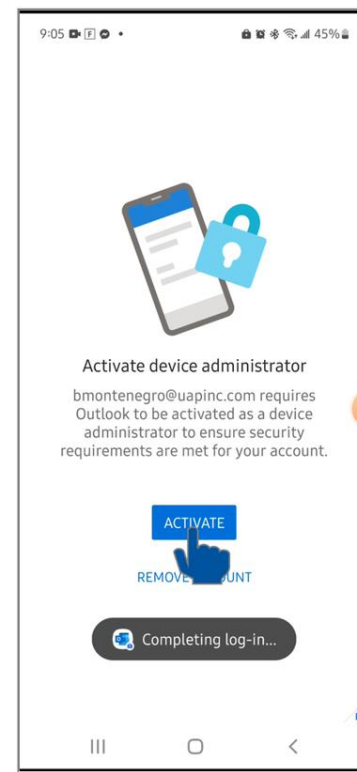 9:05
45%
Activate device administrator
bmontenegro@uapinc.com requires
Outlook to be activated as a device
administrator to ensure security
requirements are met for your account.
ACTIVATE
REMOVE
Completing log-in...